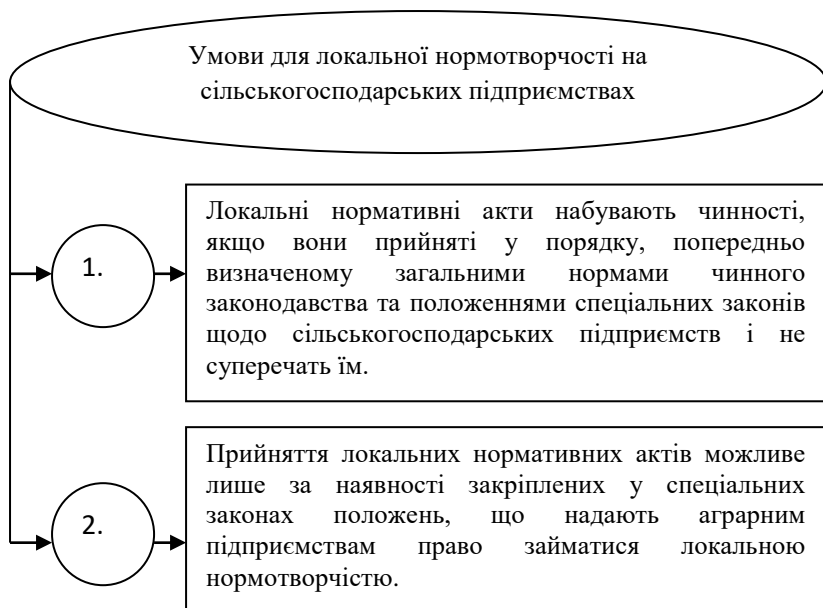 Умови для локальної нормотворчості на
сільськогосподарських підприємствах
1.
Локальні нормативні акти набувають чинності,
якщо вони прийняті у порядку, попередньо
визначеному загальними нормами чинного
законодавства та положеннями спеціальних законів
щодо сільськогосподарських підприємств і не
суперечать їм.
2.
Прийняття локальних нормативних актів можливе
лише за наявності закріплених у спеціальних
законах положень, що надають аграрним
підприємствам право займатися локальною
нормотворчістю.